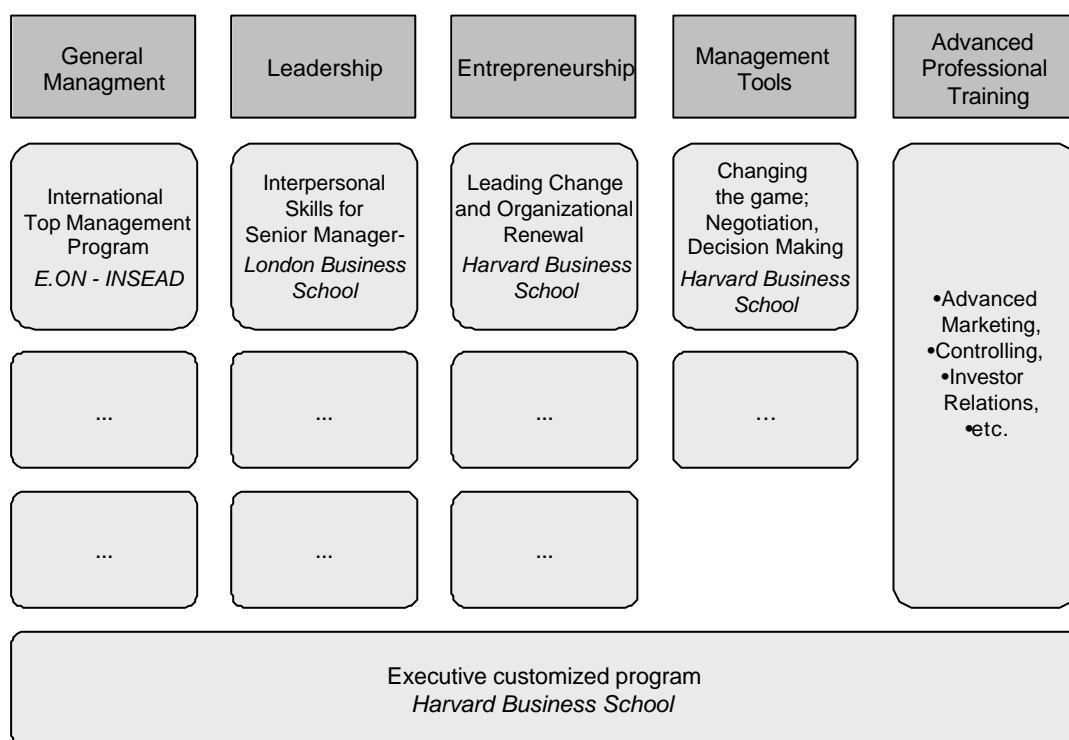 General
Managment
Leadership
Entrepreneurship
Management
Tools
Advanced
Professional
Training
International
Top Management
Program
E.ON - INSEAD
Interpersonal
Skills for
Senior Manager-
London Business
School
Leading Change
and Organizational
Renewal
Harvard Business
School
Changing
the game;
Negotiation,
Decision Making
Harvard Business
School
•Advanced
Marketing,
•Controlling,
•Investor
Relations,
•etc.
...
...
...
...
...
...
...
Executive customized program
Harvard Business School